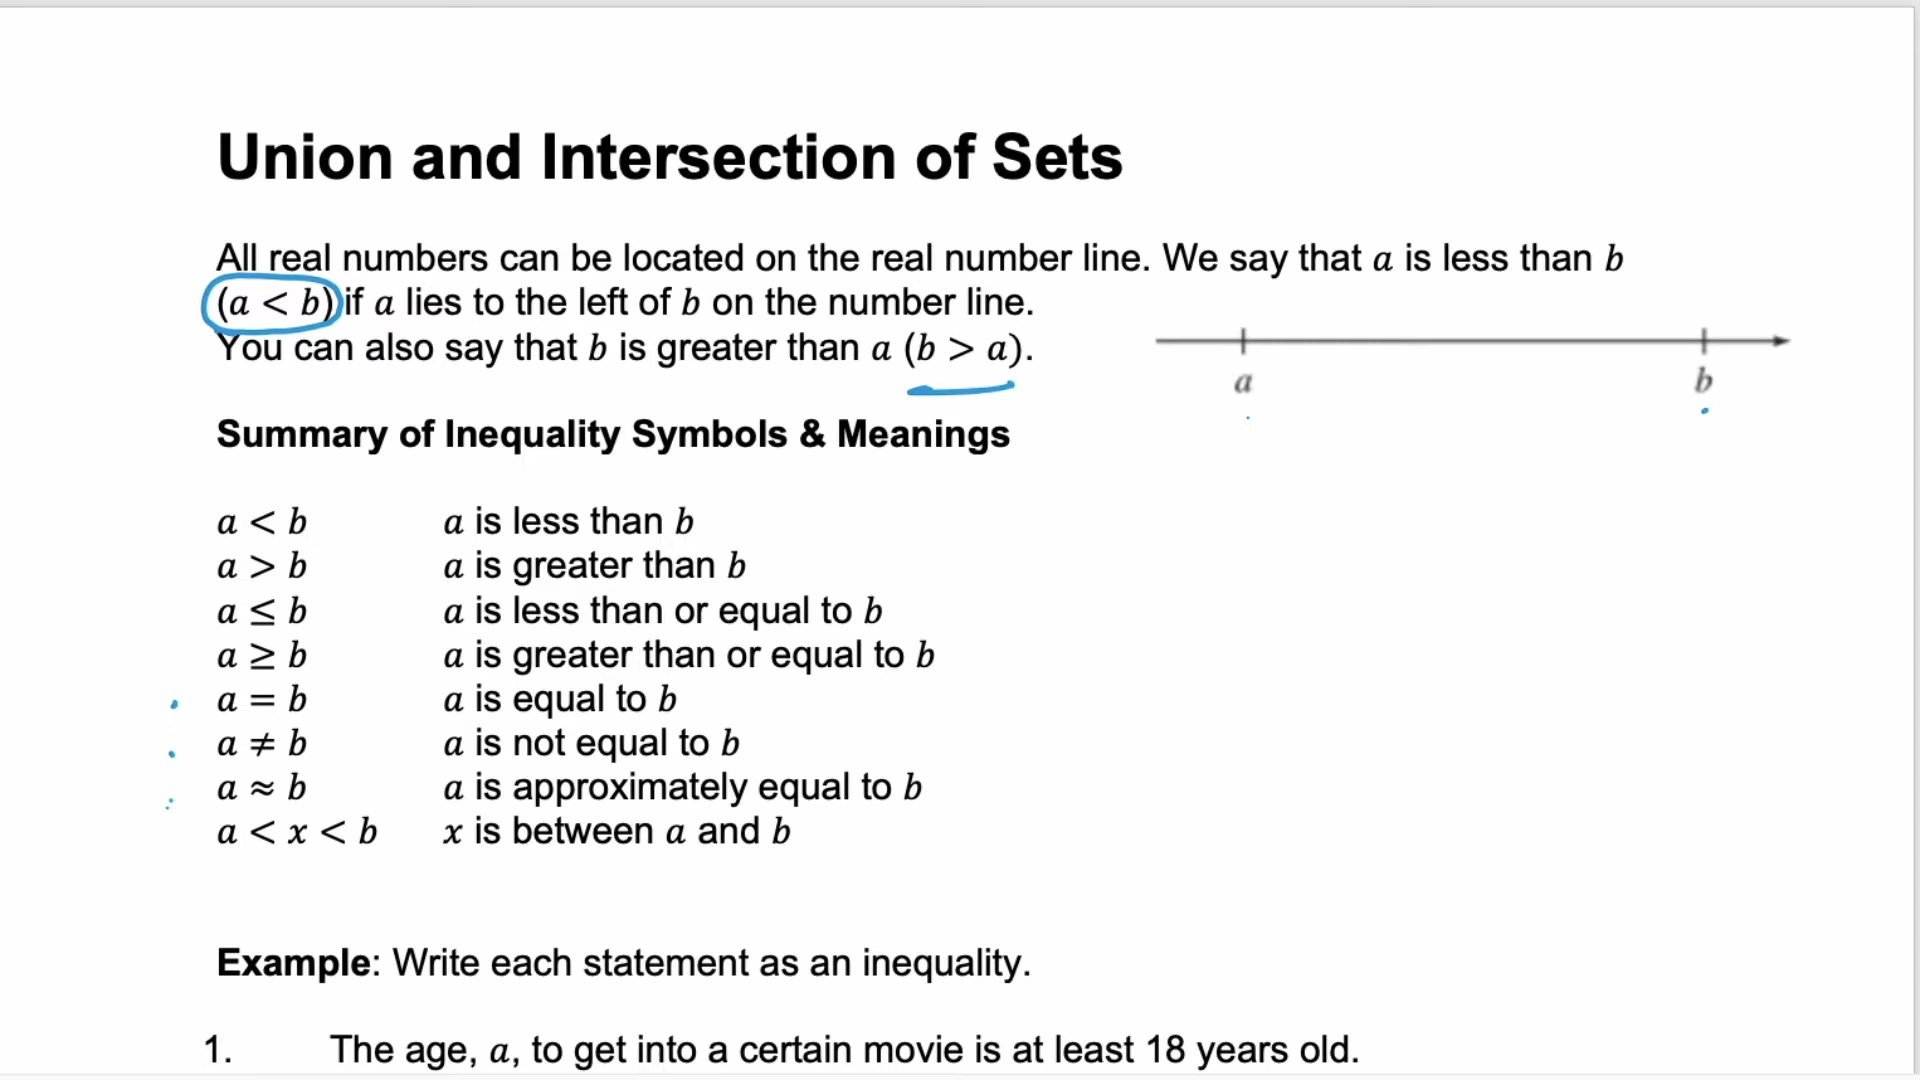 Union and Intersection of Sets
All real numbers can be located on the real number line. We say that a is less than b
(a < b) if a lies to the left of b on the number line.
You can also say that b is greater than a (b > a).
a b
Summary of Inequality Symbols & Meanings
a < b a is less than b
a > b a is greater than b
a ≤ b a is less than or equal to b
a ≥ b a is greater than or equal to b
a = b a is equal to b
a ≠ b a is not equal to b
a ≈ b a is approximately equal to b
a < x < b x is between a and b
Example: Write each statement as an inequality.
1. The age, a, to get into a certain movie is at least 18 years old.